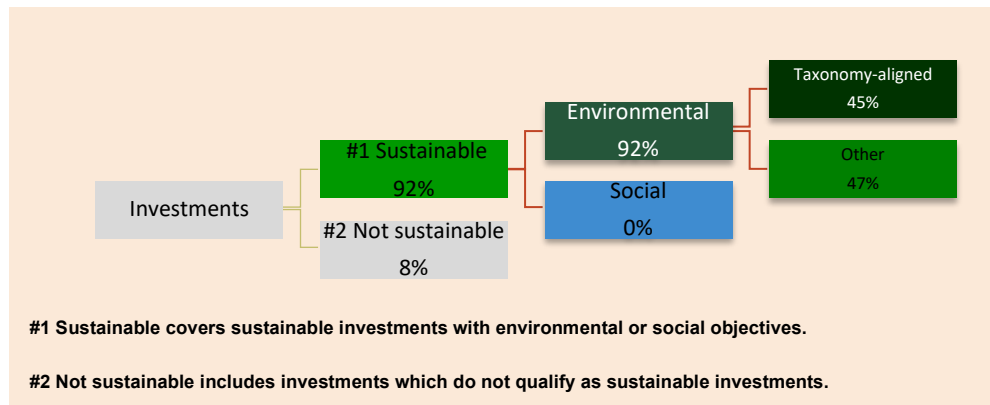 Investments
#1 Sustainable
92%
#2 Not sustainable
8%
Environmental
92%
Social
0%
Taxonomy-aligned
45%
Other
47%
#1 Sustainable covers sustainable investments with environmental or social objectives.
#2 Not sustainable includes investments which do not qualify as sustainable investments.